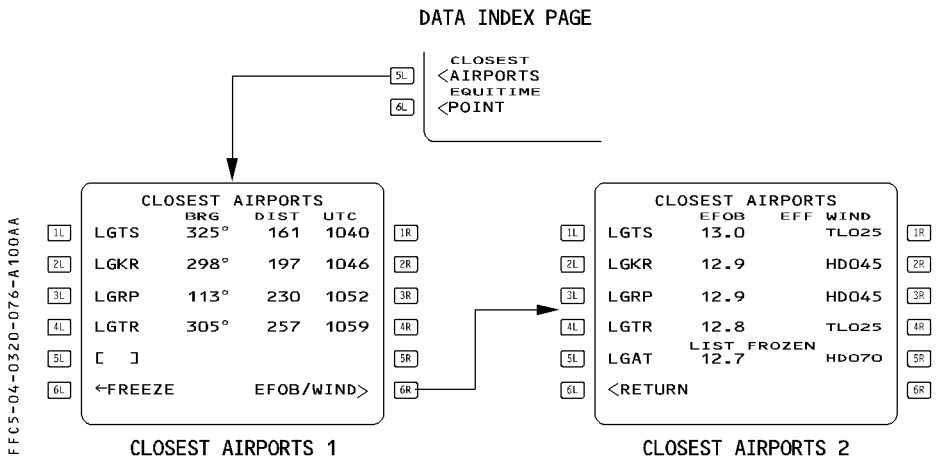 DATA INDEX PAGE
CLOSEST
5L <AIRPORTS
EQUITIME
6L <POINT
CLOSEST AIRPORTS
BRG DIST UTC
1L LGTS 325° 161 1040 1R
2L LGKR 298° 197 1046 2R
3L LGRP 113° 230 1052 3R
4L LGTR 305° 257 1059 4R
5L [ ] 5R
6L ←FREEZE EFOB/WIND> 6R
CLOSEST AIRPORTS 1
CLOSEST AIRPORTS
EFOB EFF WIND
1L LGTS 13.0 TL025 1R
2L LGKR 12.9 HD045 2R
3L LGRP 12.9 HD045 3R
4L LGTR 12.8 TL025 4R
LIST FROZEN
5L LGAT 12.7 HD070 5R
6L <RETURN 6R
CLOSEST AIRPORTS 2
FFC5-04-0320-076-A100AA